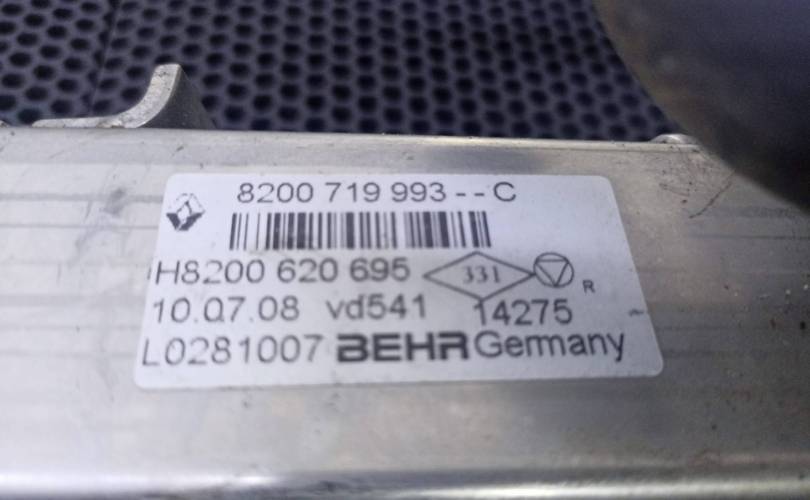 8200 719 993 - - C
H8200 620 695 331 R
10.07.08 vd541 14275
L0281007 BEHR Germany